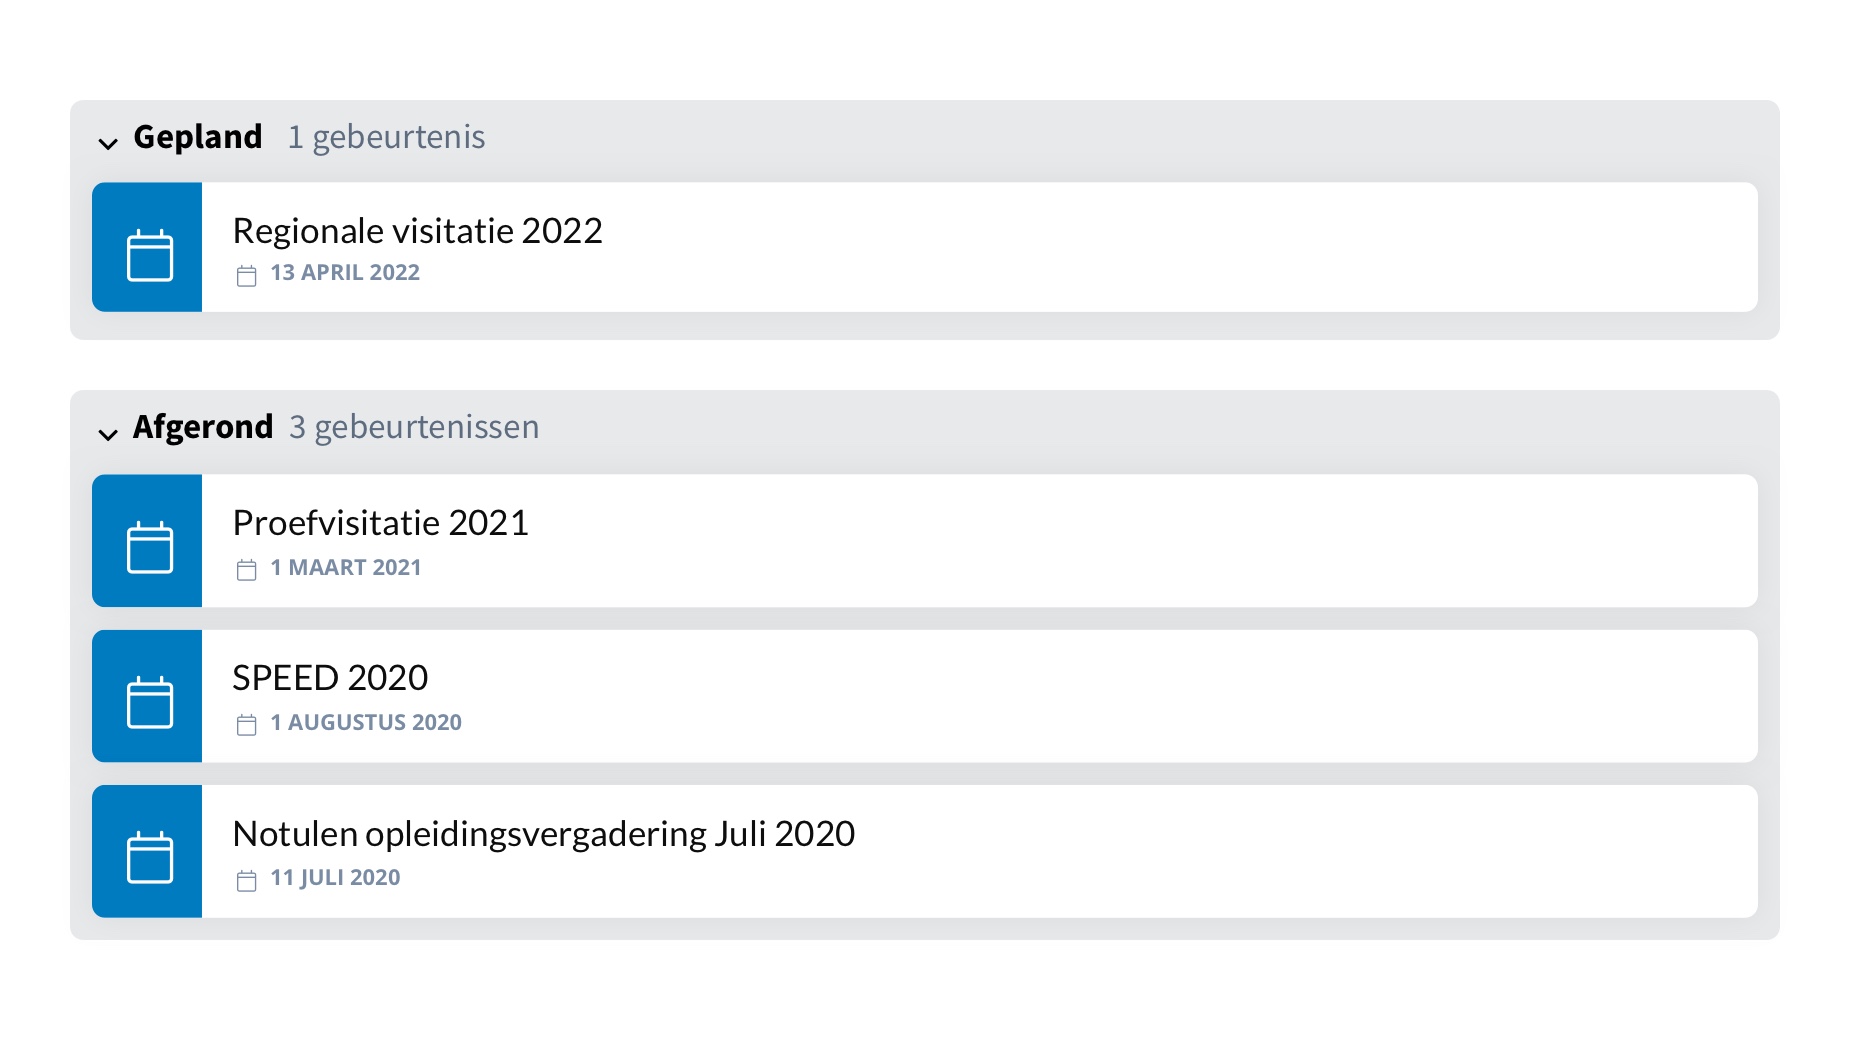 Gepland 1 gebeurtenis
Regionale visitatie 2022
13 APRIL 2022
Afgerond 3 gebeurtenissen
Proefvisitatie 2021
1 MAART 2021
SPEED 2020
1 AUGUSTUS 2020
Notulen opleidingsvergadering Juli 2020
11 JULI 2020